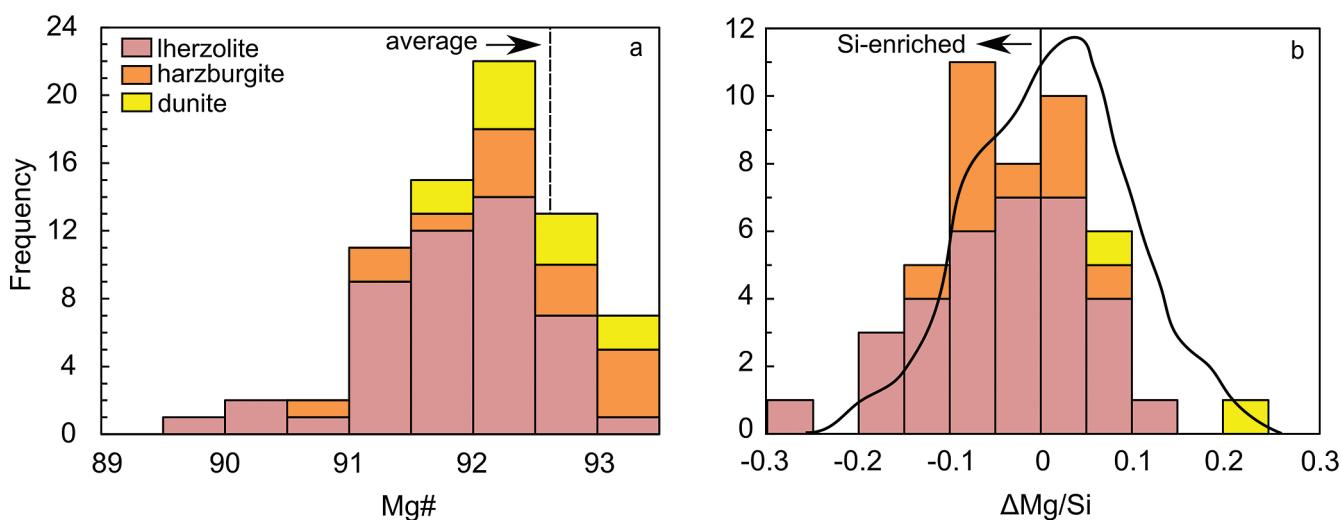 24
20
16
12
8
4
0
Frequency
lherzolite
harzburgite
dunite
average
a
89
90
91
92
93
Mg#
12
10
8
6
4
2
0
Si-enriched
b
-0.3
-0.2
-0.1
0
0.1
0.2
0.3
ΔMg/Si